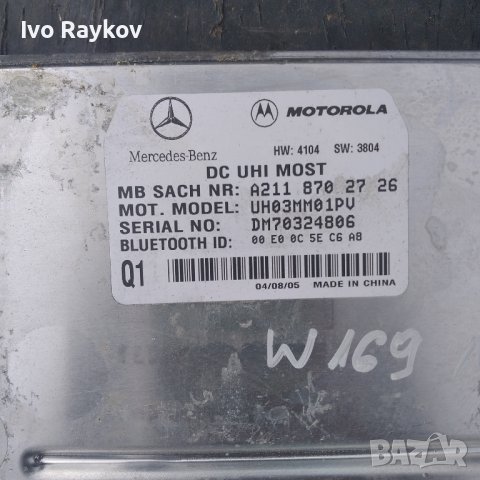 Ivo Raykov
Mercedes-Benz
MOTOROLA
HW: 4104 SW: 3804
DC UHI MOST
MB SACH NR: A211 870 27 26
MOT. MODEL: UH03MM01PV
SERIAL NO: DM70324806
BLUETOOTH ID: 00 E0 0C 5E C6 A8
Q1
04/08/05 MADE IN CHINA
W169
BAZAR